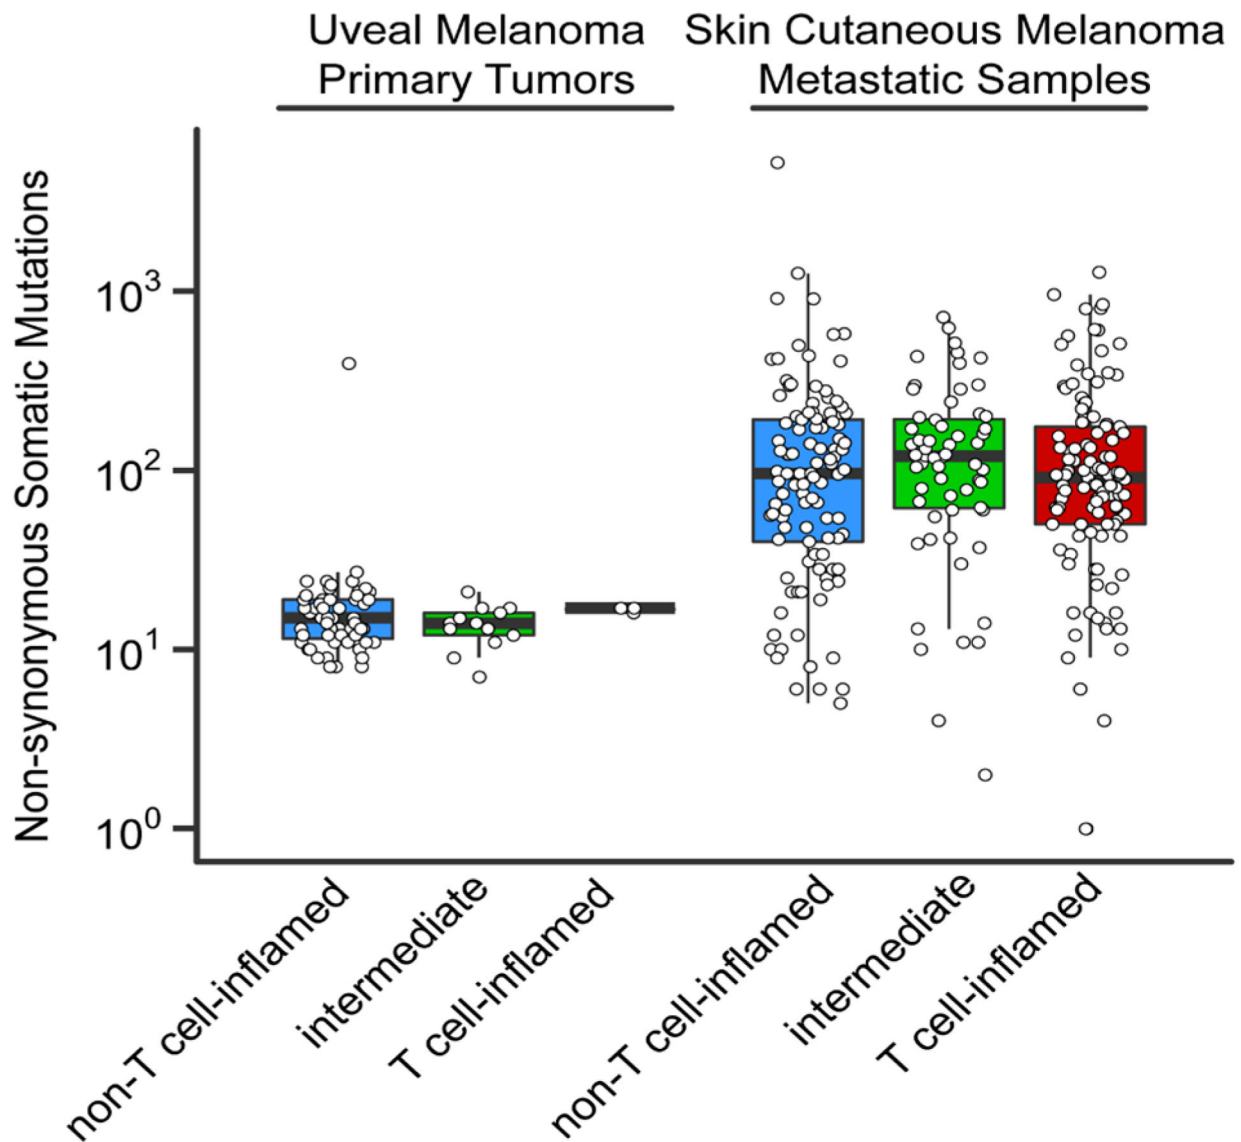 Uveal Melanoma
Primary Tumors
Skin Cutaneous Melanoma
Metastatic Samples
Non-synonymous Somatic Mutations
10³
10²
10¹
10⁰
non-T cell-inflamed
intermediate
T cell-inflamed
non-T cell-inflamed
intermediate
T cell-inflamed